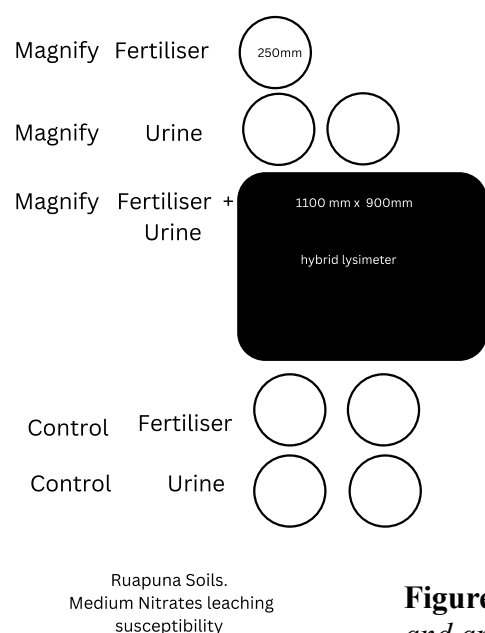 Magnify Fertiliser 250mm
Magnify Urine
Magnify Fertiliser + 1100 mm x 900mm
Urine
hybrid lysimeter
Fertiliser
Control
Control Urine
Ruapuna Soils.
Medium Nitrates leaching
susceptibility